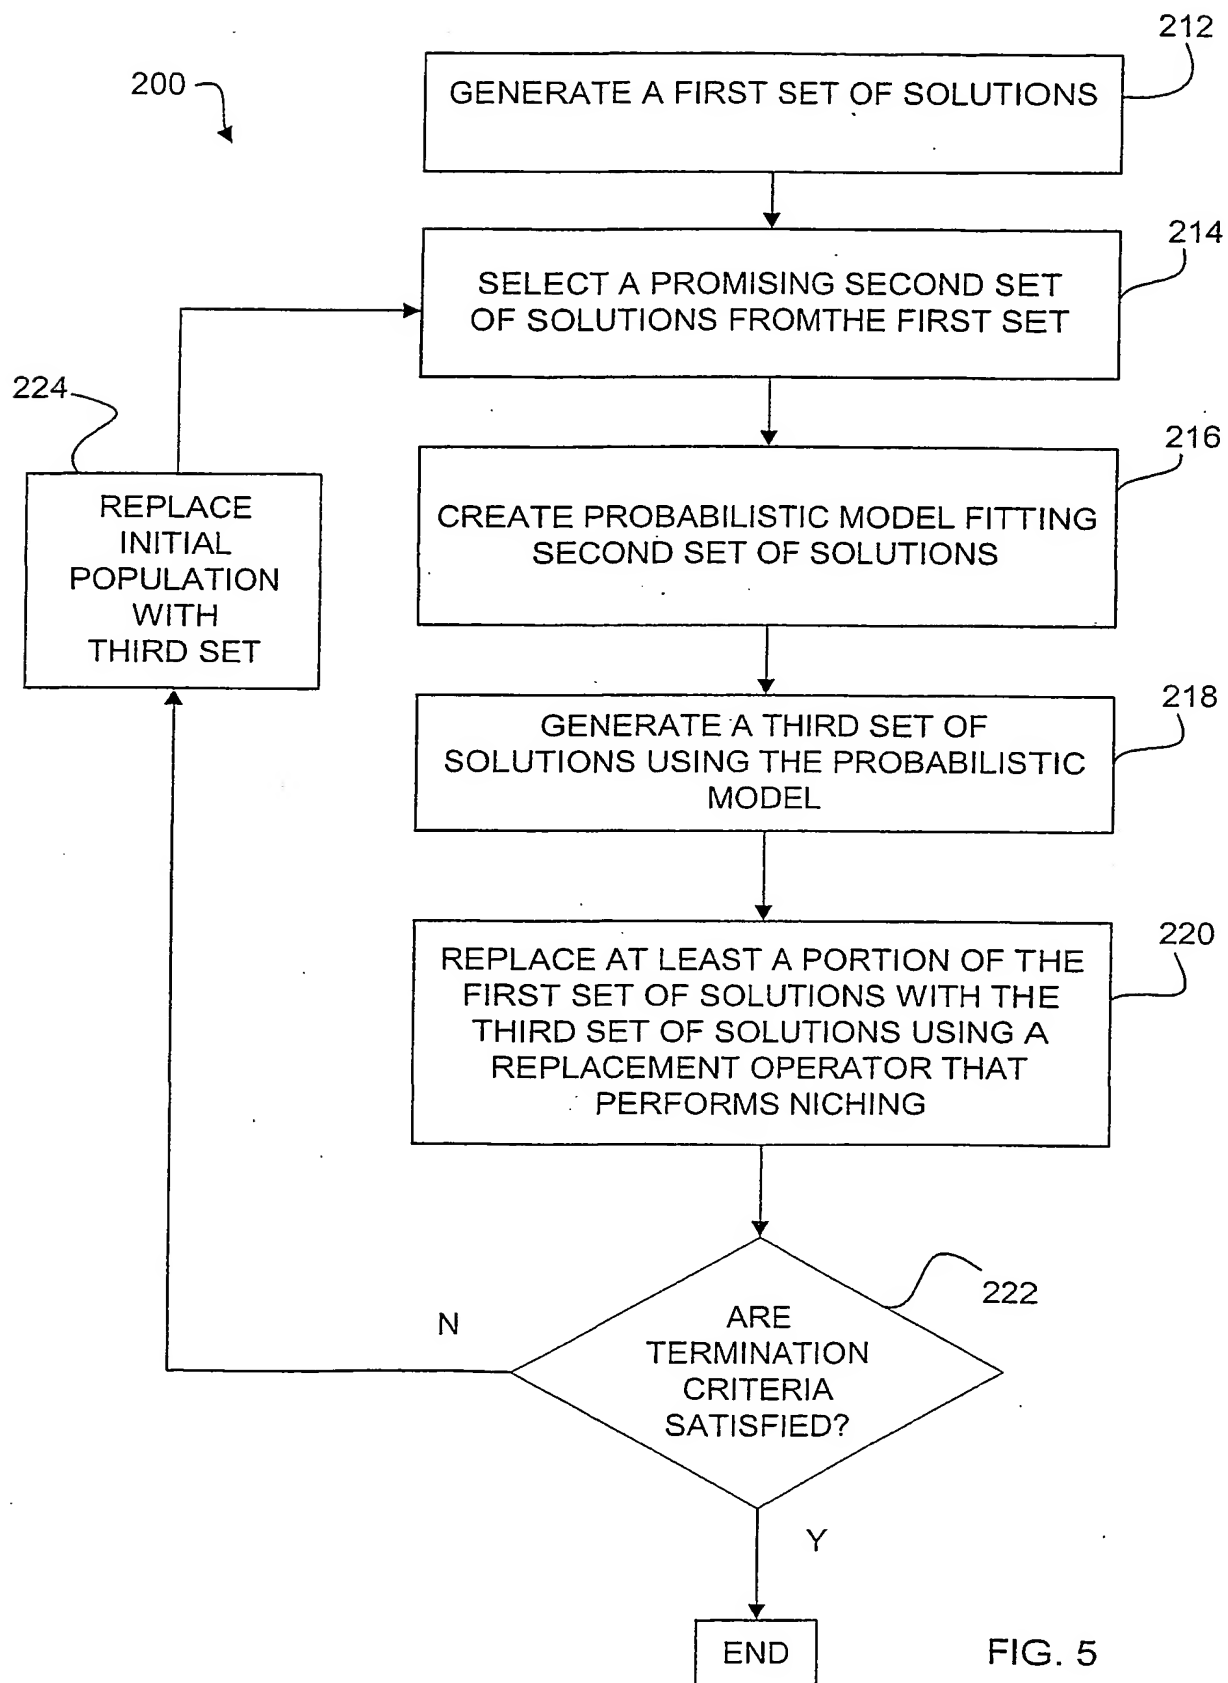 200
212
GENERATE A FIRST SET OF SOLUTIONS
214
SELECT A PROMISING SECOND SET
OF SOLUTIONS FROMTHE FIRST SET
224
REPLACE
INITIAL
POPULATION
WITH
THIRD SET
216
CREATE PROBABILISTIC MODEL FITTING
SECOND SET OF SOLUTIONS
218
GENERATE A THIRD SET OF
SOLUTIONS USING THE PROBABILISTIC
MODEL
220
REPLACE AT LEAST A PORTION OF THE
FIRST SET OF SOLUTIONS WITH THE
THIRD SET OF SOLUTIONS USING A
REPLACEMENT OPERATOR THAT
PERFORMS NICHING
222
N
ARE
TERMINATION
CRITERIA
SATISFIED?
Y
END
FIG. 5